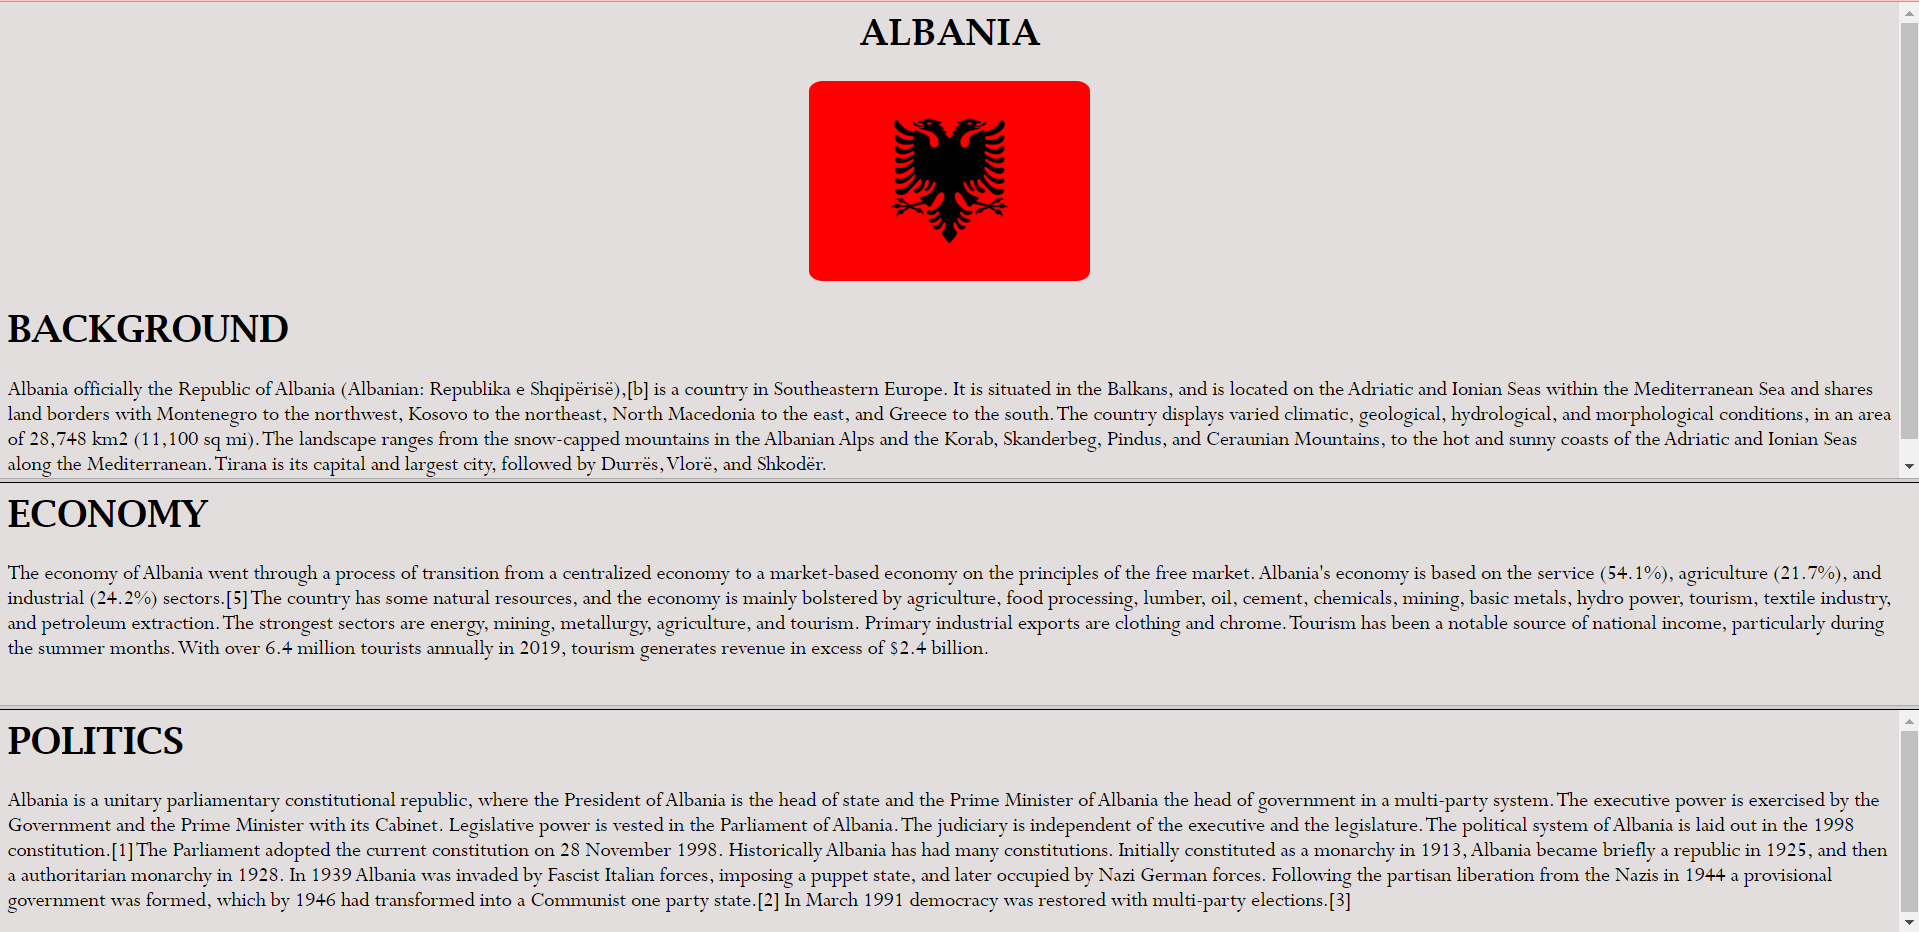 ALBANIA
BACKGROUND
Albania officially the Republic of Albania (Albanian: Republika e Shqipërisë),[b] is a country in Southeastern Europe. It is situated in the Balkans, and is located on the Adriatic and Ionian Seas within the Mediterranean Sea and shares
land borders with Montenegro to the northwest, Kosovo to the northeast, North Macedonia to the east, and Greece to the south. The country displays varied climatic, geological, hydrological, and morphological conditions, in an area
of 28,748 km2 (11,100 sq mi). The landscape ranges from the snow-capped mountains in the Albanian Alps and the Korab, Skanderbeg, Pindus, and Ceraunian Mountains, to the hot and sunny coasts of the Adriatic and Ionian Seas
along the Mediterranean. Tirana is its capital and largest city, followed by Durrës, Vlorë, and Shkodër.
ECONOMY
The economy of Albania went through a process of transition from a centralized economy to a market-based economy on the principles of the free market. Albania's economy is based on the service (54.1%), agriculture (21.7%), and
industrial (24.2%) sectors.[5] The country has some natural resources, and the economy is mainly bolstered by agriculture, food processing, lumber, oil, cement, chemicals, mining, basic metals, hydro power, tourism, textile industry,
and petroleum extraction. The strongest sectors are energy, mining, metallurgy, agriculture, and tourism. Primary industrial exports are clothing and chrome. Tourism has been a notable source of national income, particularly during
the summer months. With over 6.4 million tourists annually in 2019, tourism generates revenue in excess of $2.4 billion.
POLITICS
Albania is a unitary parliamentary constitutional republic, where the President of Albania is the head of state and the Prime Minister of Albania the head of government in a multi-party system. The executive power is exercised by the
Government and the Prime Minister with its Cabinet. Legislative power is vested in the Parliament of Albania. The judiciary is independent of the executive and the legislature. The political system of Albania is laid out in the 1998
constitution.[1] The Parliament adopted the current constitution on 28 November 1998. Historically Albania has had many constitutions. Initially constituted as a monarchy in 1913, Albania became briefly a republic in 1925, and then
a authoritarian monarchy in 1928. In 1939 Albania was invaded by Fascist Italian forces, imposing a puppet state, and later occupied by Nazi German forces. Following the partisan liberation from the Nazis in 1944 a provisional
government was formed, which by 1946 had transformed into a Communist one party state.[2] In March 1991 democracy was restored with multi-party elections.[3]